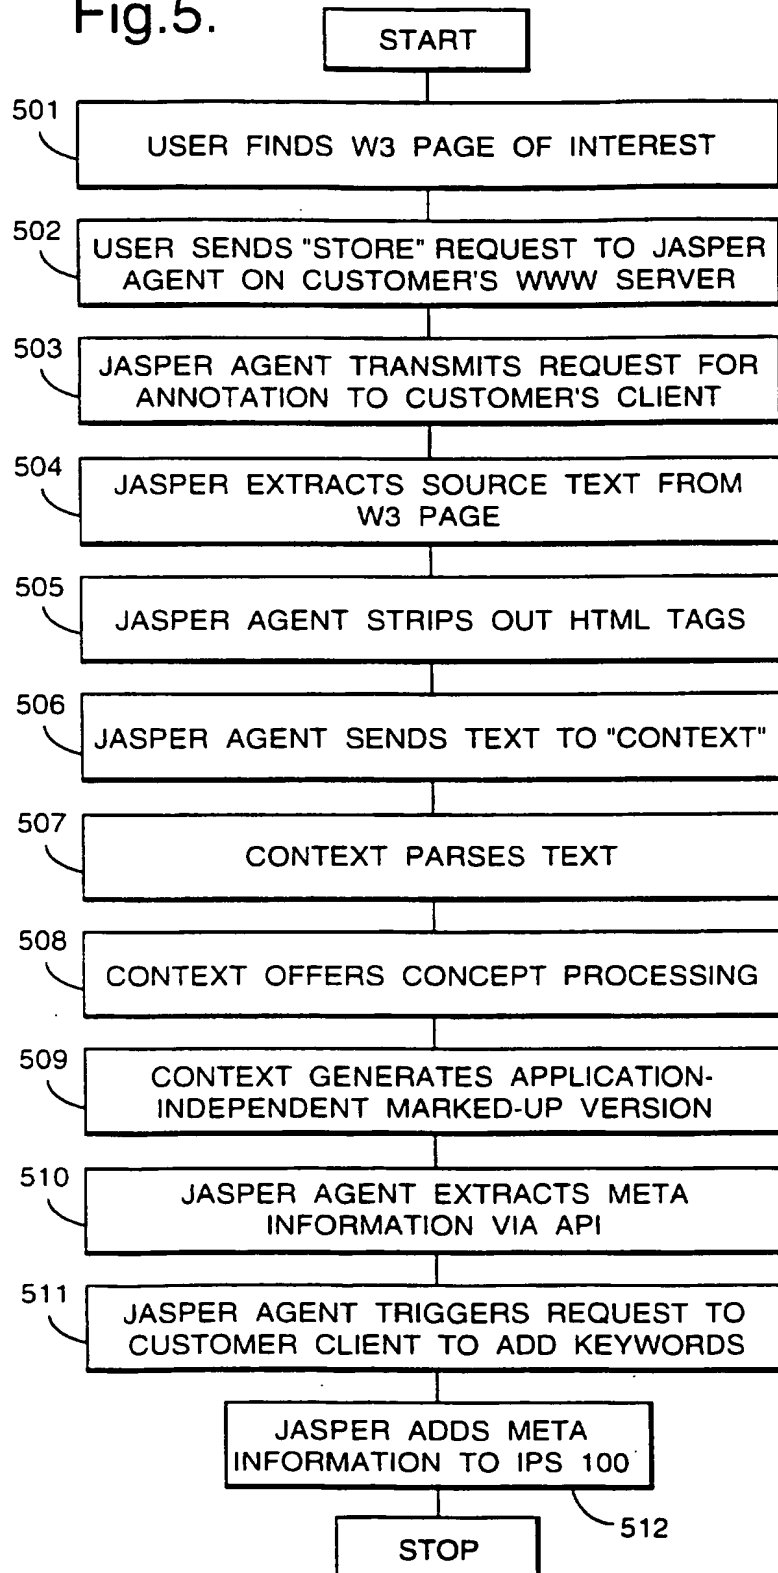 Fig.5.
START
501
USER FINDS W3 PAGE OF INTEREST
502
USER SENDS "STORE" REQUEST TO JASPER
AGENT ON CUSTOMER'S WWW SERVER
503
JASPER AGENT TRANSMITS REQUEST FOR
ANNOTATION TO CUSTOMER'S CLIENT
504
JASPER EXTRACTS SOURCE TEXT FROM
W3 PAGE
505
JASPER AGENT STRIPS OUT HTML TAGS
506
JASPER AGENT SENDS TEXT TO "CONTEXT"
507
CONTEXT PARSES TEXT
508
CONTEXT OFFERS CONCEPT PROCESSING
509
CONTEXT GENERATES APPLICATION-
INDEPENDENT MARKED-UP VERSION
510
JASPER AGENT EXTRACTS META
INFORMATION VIA API
511
JASPER AGENT TRIGGERS REQUEST TO
CUSTOMER CLIENT TO ADD KEYWORDS
JASPER ADDS META
INFORMATION TO IPS 100
512
STOP